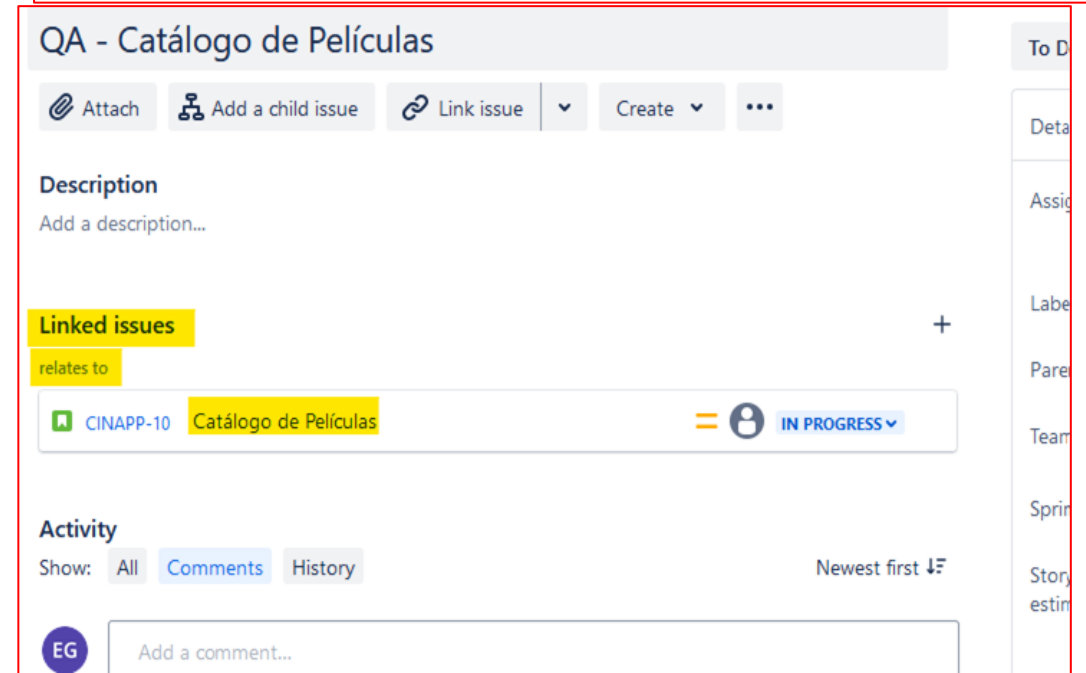 QA - Catálogo de Películas
To D
Attach Add a child issue Link issue Create
Deta
Description
Assig
Add a description...
Labe
Linked issues
relates to
Pare
CINAPP-10 Catálogo de Películas IN PROGRESS
Team
Activity
Sprin
Show: All Comments History Newest first
Story
estim
EG Add a comment...